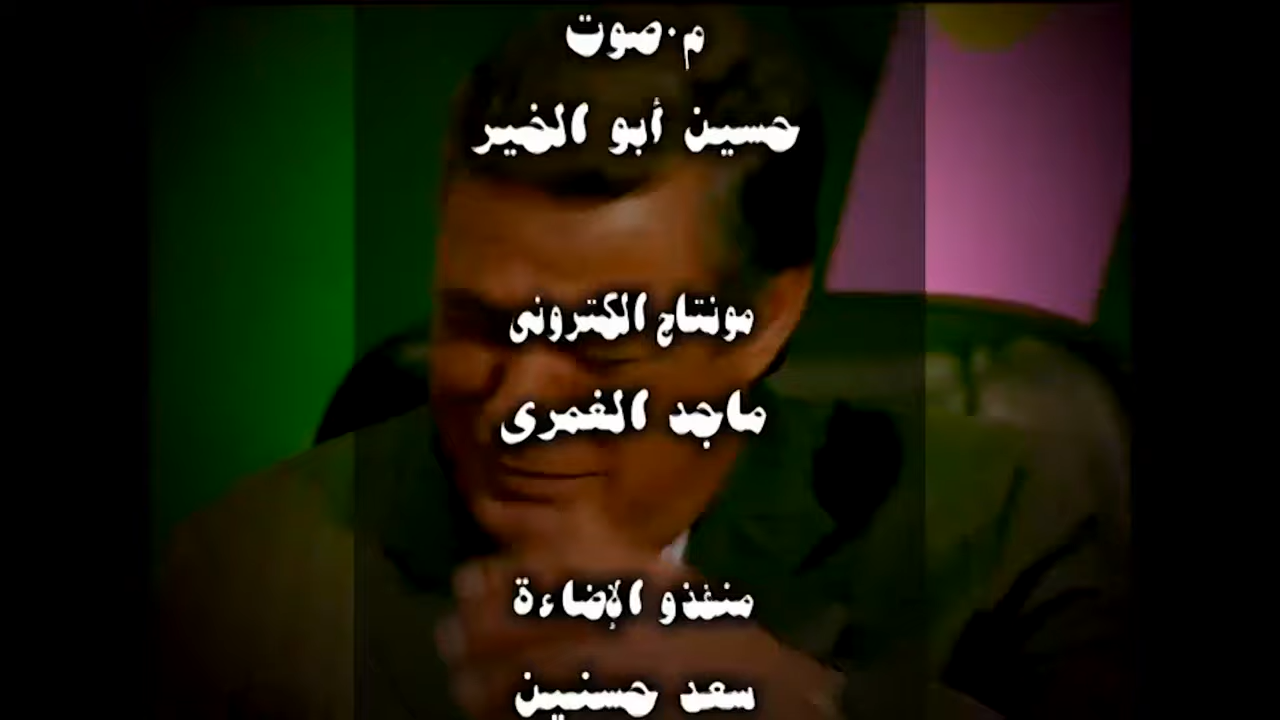 م.صوت
حسين أبو الخير
مونتاج الكترونى
ماجد الغمرى
منفذو الإضاءة
سعد حسنين